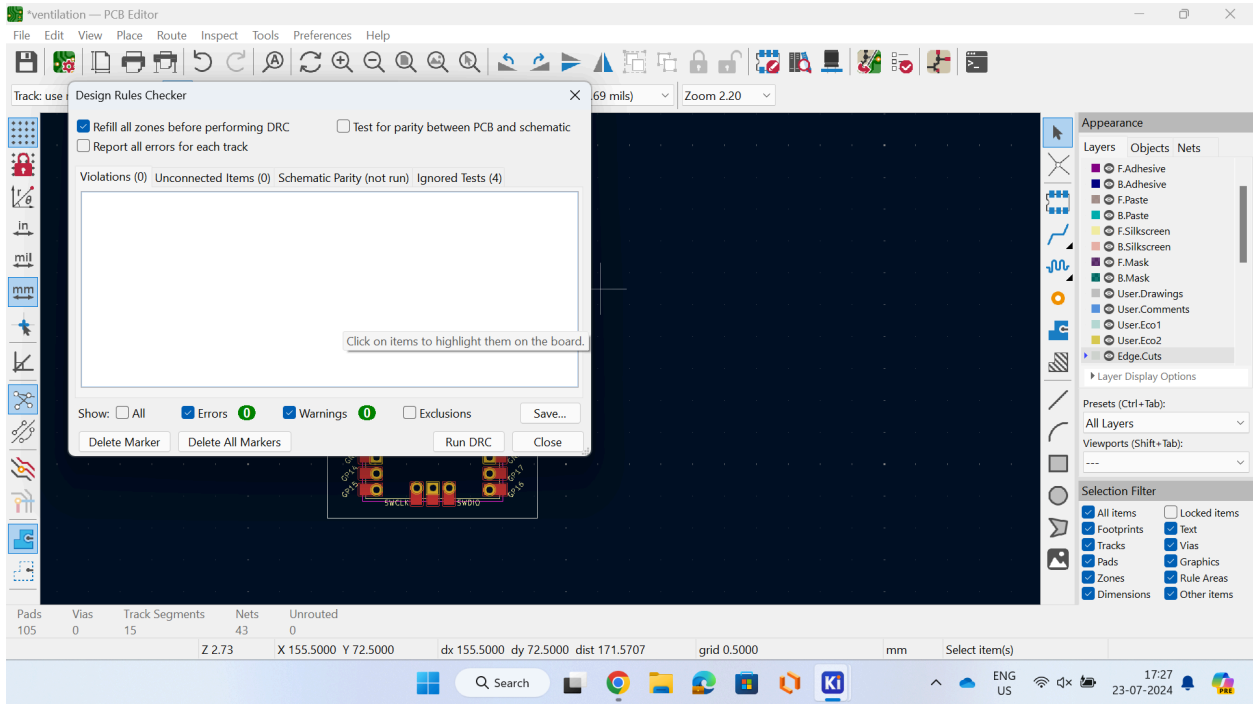 *ventilation — PCB Editor
File Edit View Place Route Inspect Tools Preferences Help
Track: use .69 mils) Zoom 2.20
Design Rules Checker
Refill all zones before performing DRC Test for parity between PCB and schematic
Report all errors for each track
Violations (0) Unconnected Items (0) Schematic Parity (not run) Ignored Tests (4)
Click on items to highlight them on the board.
Show: All Errors 0 Warnings 0 Exclusions Save...
Delete Marker Delete All Markers Run DRC Close
in
mil
mm
GP14 GP17
GP15 GP16
SWCLK SWDIO
Appearance
Layers Objects Nets
F.Adhesive
B.Adhesive
F.Paste
B.Paste
F.Silkscreen
B.Silkscreen
F.Mask
B.Mask
User.Drawings
User.Comments
User.Eco1
User.Eco2
Edge.Cuts
Layer Display Options
Presets (Ctrl+Tab):
All Layers
Viewports (Shift+Tab):
---
Selection Filter
All items Locked items
Footprints Text
Tracks Vias
Pads Graphics
Zones Rule Areas
Dimensions Other items
Pads Vias Track Segments Nets Unrouted
105 0 15 43 0
Z 2.73 X 155.5000 Y 72.5000 dx 155.5000 dy 72.5000 dist 171.5707 grid 0.5000 mm Select item(s)
Search
Ki
ENG
US
17:27
23-07-2024
PRE